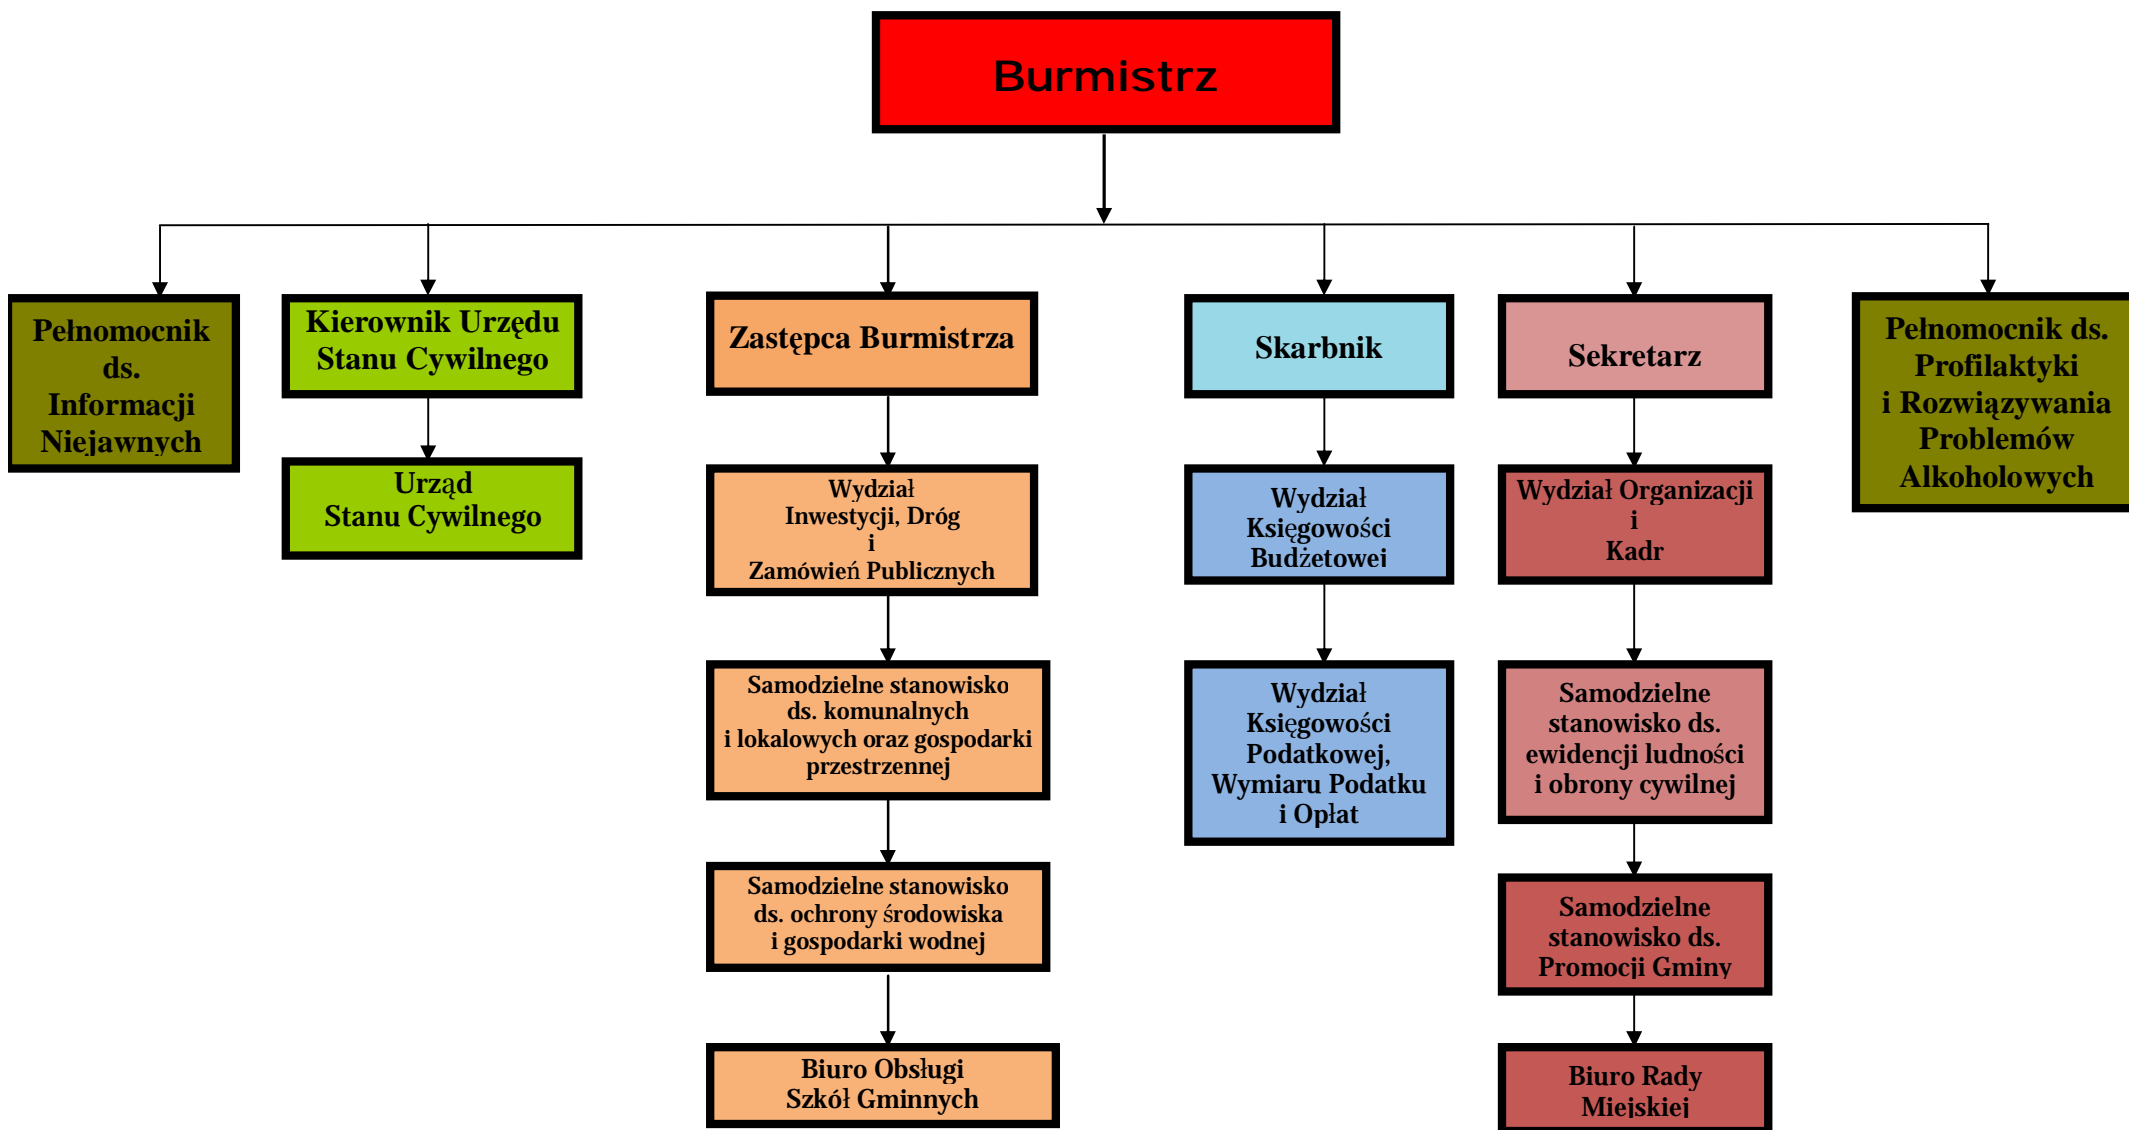 Burmistrz
Pełnomocnik
ds.
Informacji
Niejawnych
Kierownik Urzędu
Stanu Cywilnego
Zastępca Burmistrza
Skarbnik
Sekretarz
Pełnomocnik ds.
Profilaktyki
i Rozwiązywania
Problemów
Alkoholowych
Urząd
Stanu Cywilnego
Wydział
Inwestycji, Dróg
i
Zamówień Publicznych
Wydział
Księgowości
Budżetowej
Wydział Organizacji
i
Kadr
Samodzielne stanowisko
ds. komunalnych
i lokalowych oraz gospodarki
przestrzennej
Wydział
Księgowości
Podatkowej,
Wymiaru Podatku
i Opłat
Samodzielne
stanowisko ds.
ewidencji ludności
i obrony cywilnej
Samodzielne stanowisko
ds. ochrony środowiska
i gospodarki wodnej
Samodzielne
stanowisko ds.
Promocji Gminy
Biuro Obsługi
Szkół Gminnych
Biuro Rady
Miejskiej